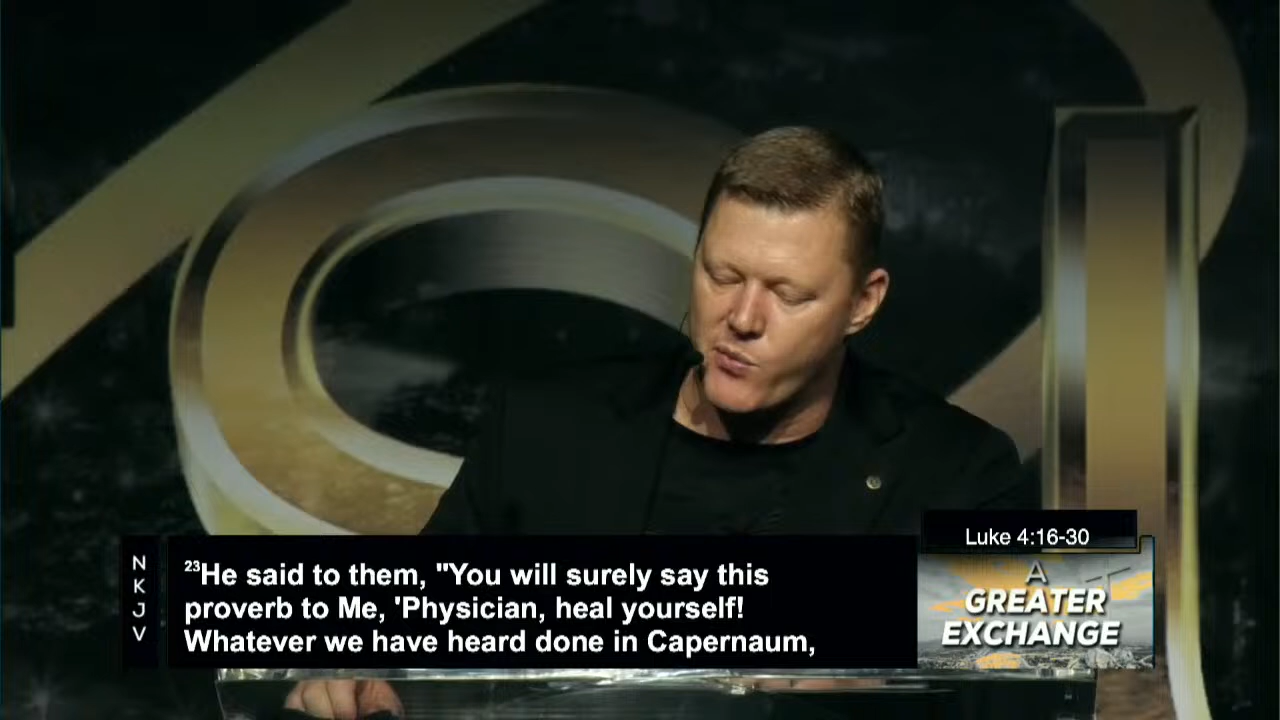 Luke 4:16-30
N
K
J
V
²³He said to them, "You will surely say this
proverb to Me, 'Physician, heal yourself!
Whatever we have heard done in Capernaum,
A
GREATER
EXCHANGE